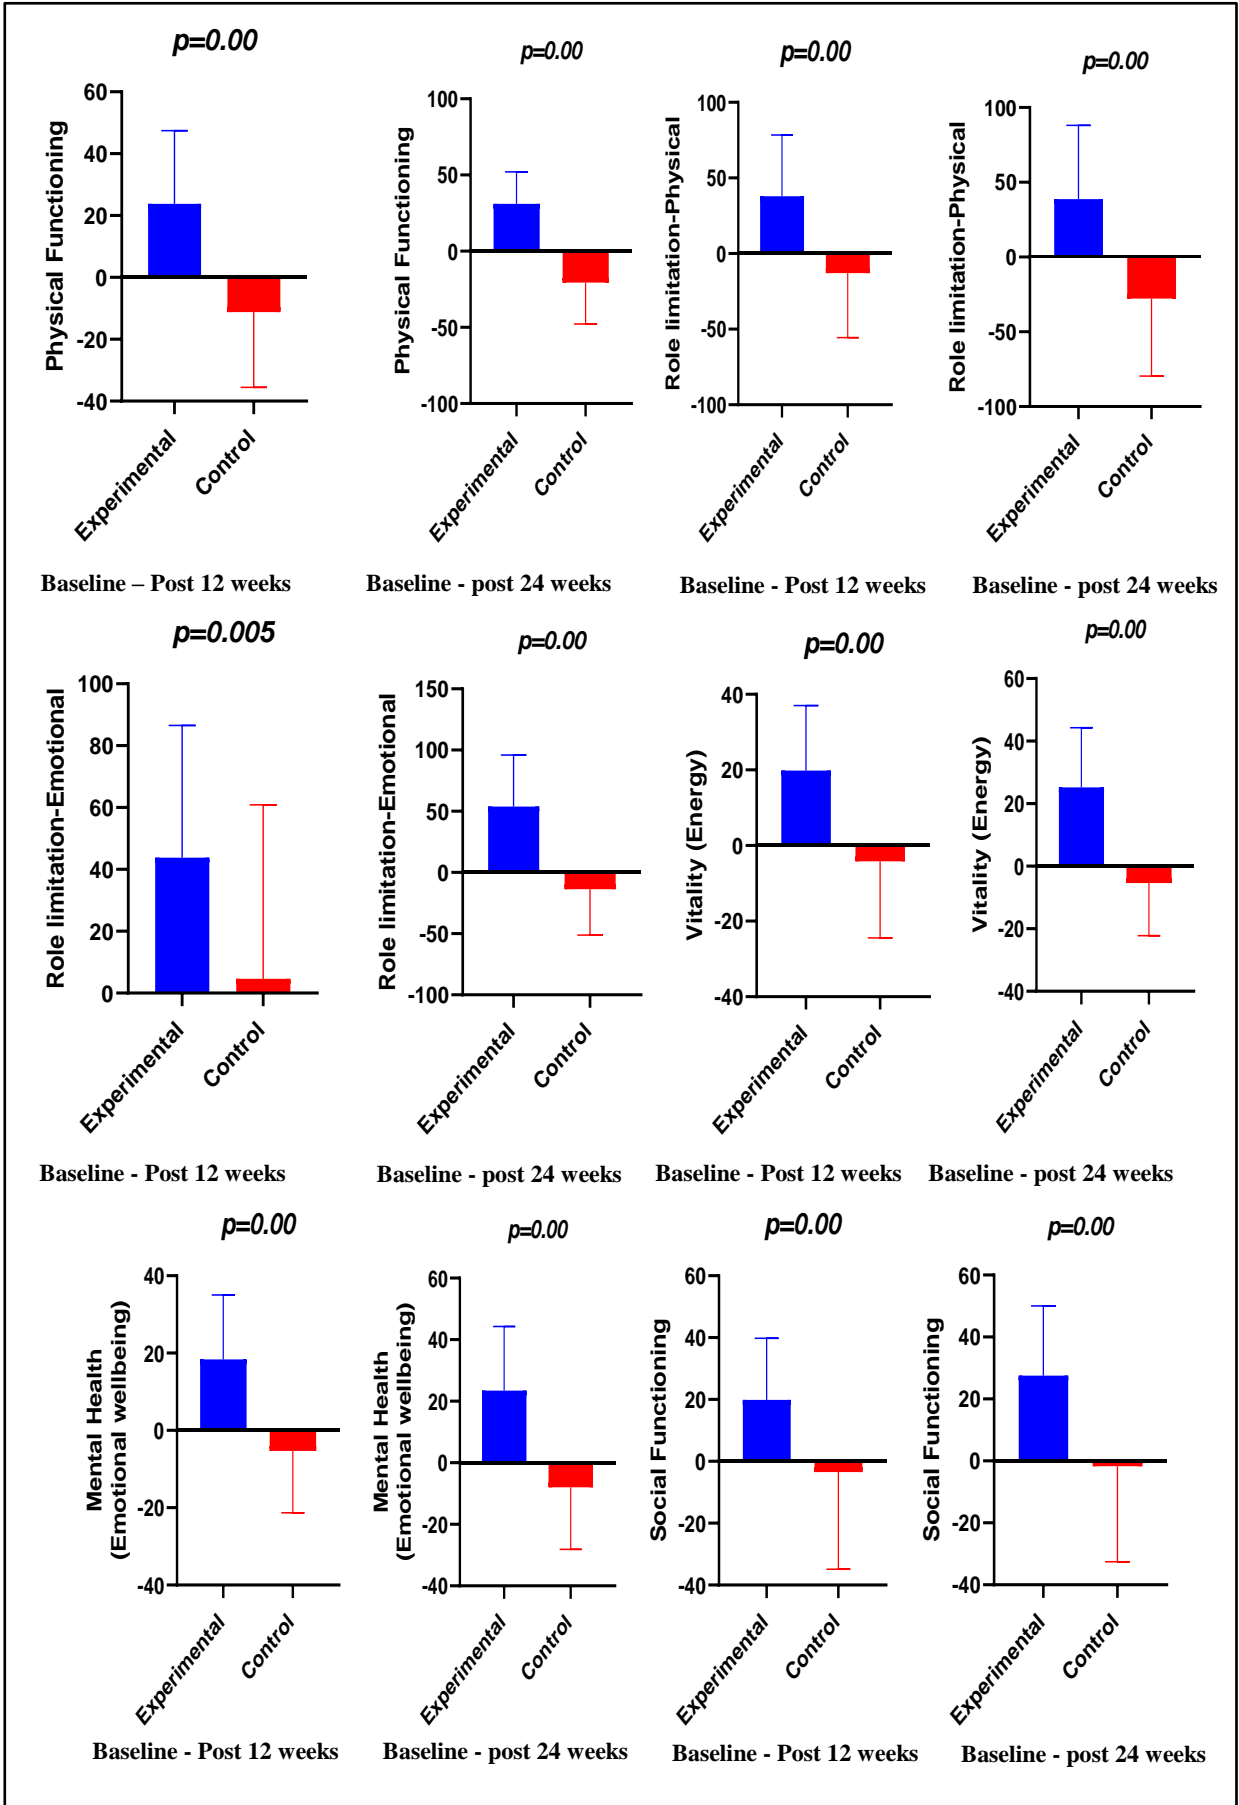 p=0.00
p=0.00
p=0.00
p=0.00
Physical Functioning
60
40
20
0
-20
-40
Experimental
Control
Physical Functioning
100
50
0
-50
-100
Experimental
Control
Role limitation-Physical
100
50
0
-50
-100
Experimental
Control
Role limitation-Physical
100
50
0
-50
-100
Experimental
Control
Baseline – Post 12 weeks
Baseline - post 24 weeks
Baseline - Post 12 weeks
Baseline - post 24 weeks
p=0.005
p=0.00
p=0.00
p=0.00
Role limitation-Emotional
100
80
60
40
20
0
Experimental
Control
Role limitation-Emotional
150
100
50
0
-50
-100
Experimental
Control
Vitality (Energy)
40
20
0
-20
-40
Experimental
Control
Vitality (Energy)
60
40
20
0
-20
-40
Experimental
Control
Baseline - Post 12 weeks
Baseline - post 24 weeks
Baseline - Post 12 weeks
Baseline - post 24 weeks
p=0.00
p=0.00
p=0.00
p=0.00
Mental Health
(Emotional wellbeing)
40
20
0
-20
-40
Experimental
Control
Mental Health
(Emotional wellbeing)
60
40
20
0
-20
-40
Experimental
Control
Social Functioning
60
40
20
0
-20
-40
Experimental
Control
Social Functioning
60
40
20
0
-20
-40
Experimental
Control
Baseline - Post 12 weeks
Baseline - post 24 weeks
Baseline - Post 12 weeks
Baseline - post 24 weeks